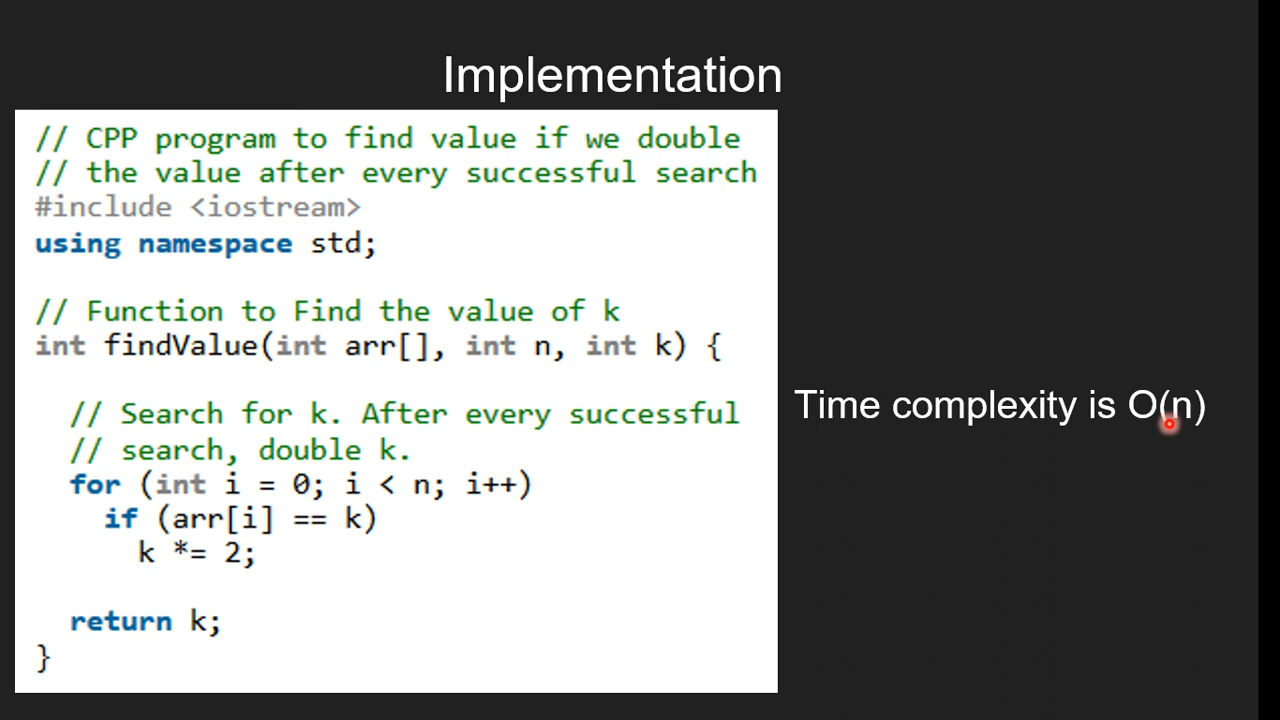 Implementation
// CPP program to find value if we double
// the value after every successful search
#include <iostream>
using namespace std;
// Function to Find the value of k
int findValue(int arr[], int n, int k) {
// Search for k. After every successful
// search, double k.
for (int i = 0; i < n; i++)
if (arr[i] == k)
k *= 2;
return k;
}
Time complexity is O(n)